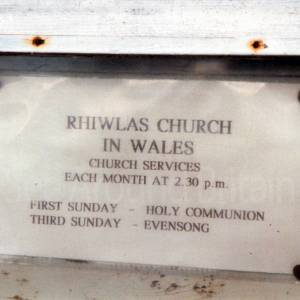 RHIWLAS CHURCH
IN WALES
CHURCH SERVICES
EACH MONTH AT 2.30 p.m.
FIRST SUNDAY - HOLY COMMUNION
THIRD SUNDAY - EVENSONG